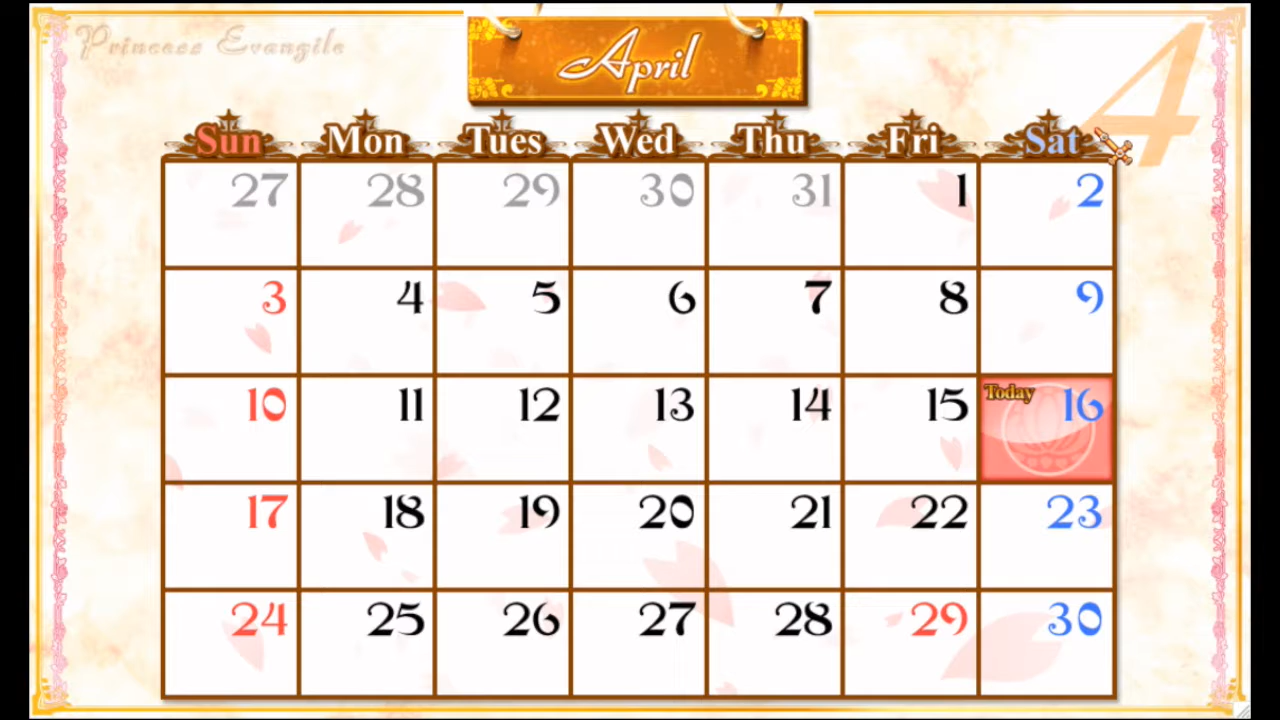 Princess Evangile
April
4
Sun Mon Tues Wed Thu Fri Sat
27 28 29 30 31 1 2
3 4 5 6 7 8 9
10 11 12 13 14 15 Today 16
17 18 19 20 21 22 23
24 25 26 27 28 29 30